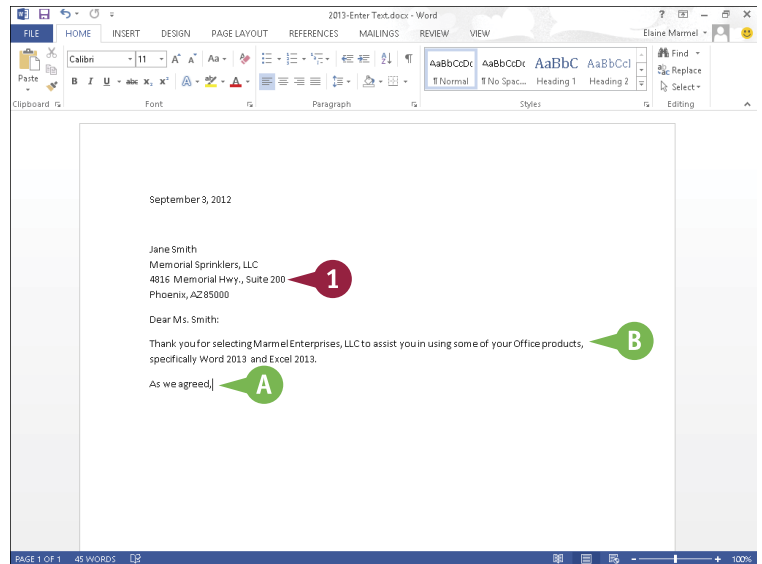 2013-Enter Text.docx - Word
FILE HOME INSERT DESIGN PAGE LAYOUT REFERENCES MAILINGS REVIEW VIEW Elaine Marmel
Calibri 11 A A Aa AaBbCcDc AaBbCcDc AaBbC AaBbCcI Find
Replace
Paste B I U abc X₂ X² A A ¶ Normal ¶ No Spac... Heading 1 Heading 2 Select
Clipboard Font Paragraph Styles Editing
September 3, 2012
Jane Smith
Memorial Sprinklers, LLC
4816 Memorial Hwy., Suite 200 1
Phoenix, AZ 85000
Dear Ms. Smith:
Thank you for selecting Marmel Enterprises, LLC to assist you in using some of your Office products, B
specifically Word 2013 and Excel 2013.
As we agreed, A
PAGE 1 OF 1 45 WORDS 100%